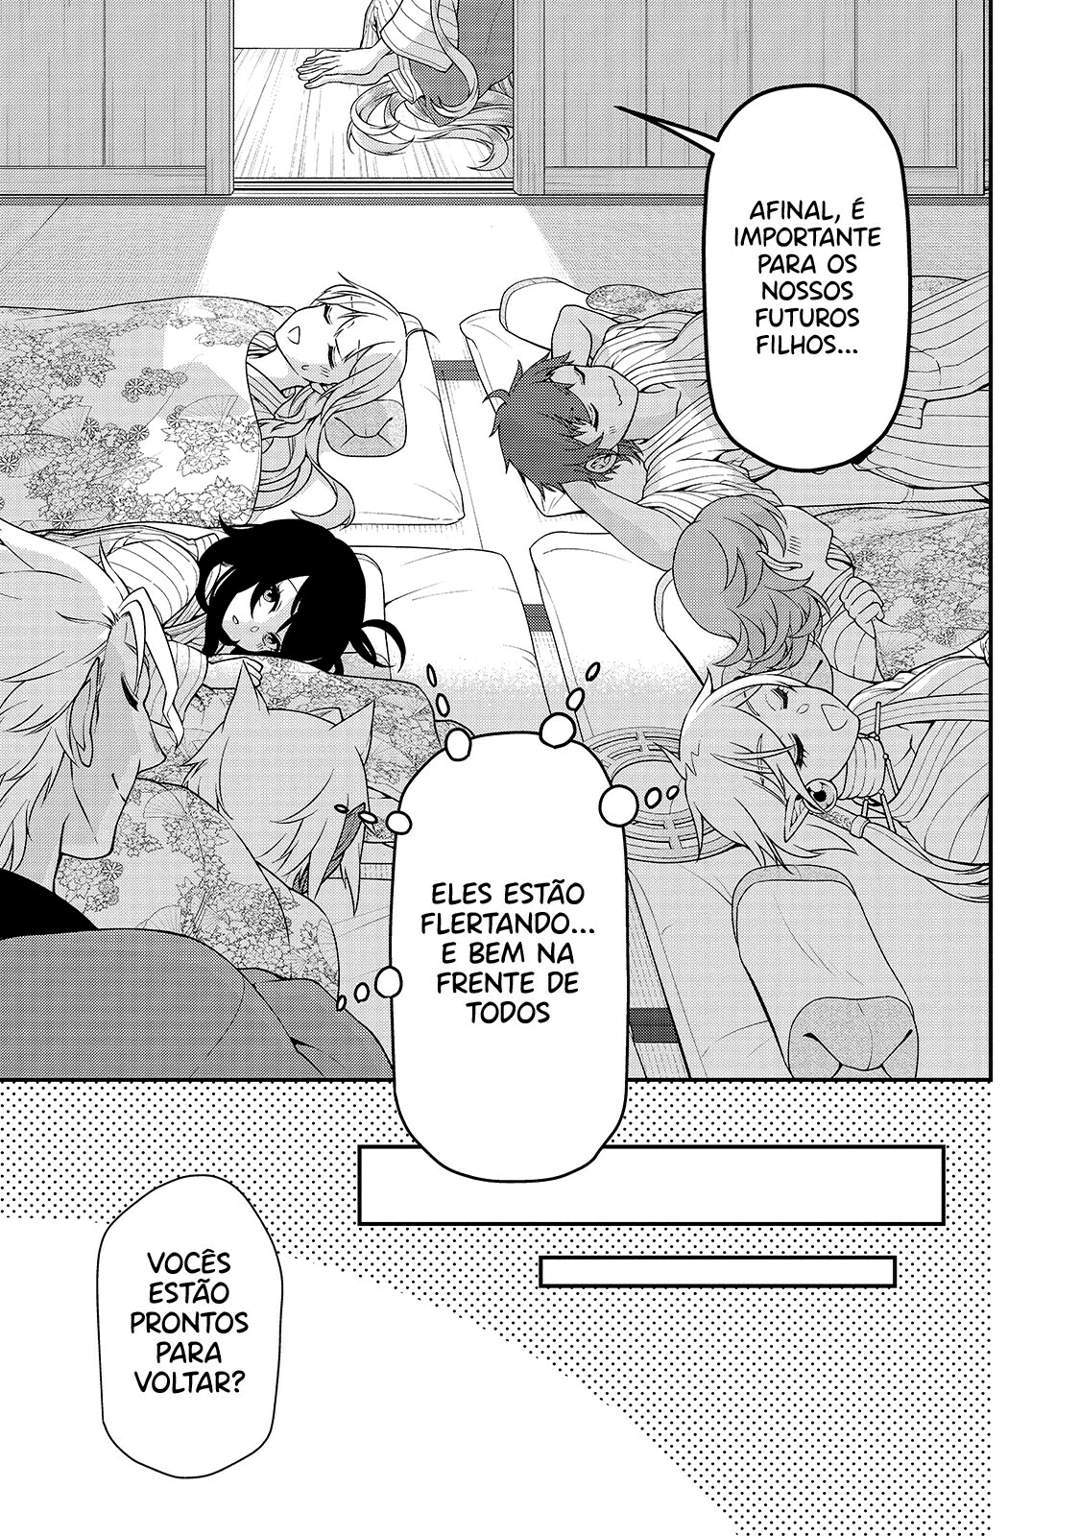 AFINAL, É
IMPORTANTE
PARA OS
NOSSOS
FUTUROS
FILHOS...
ELES ESTÃO
FLERTANDO...
E BEM NA
FRENTE DE
TODOS
VOCÊS
ESTÃO
PRONTOS
PARA
VOLTAR?